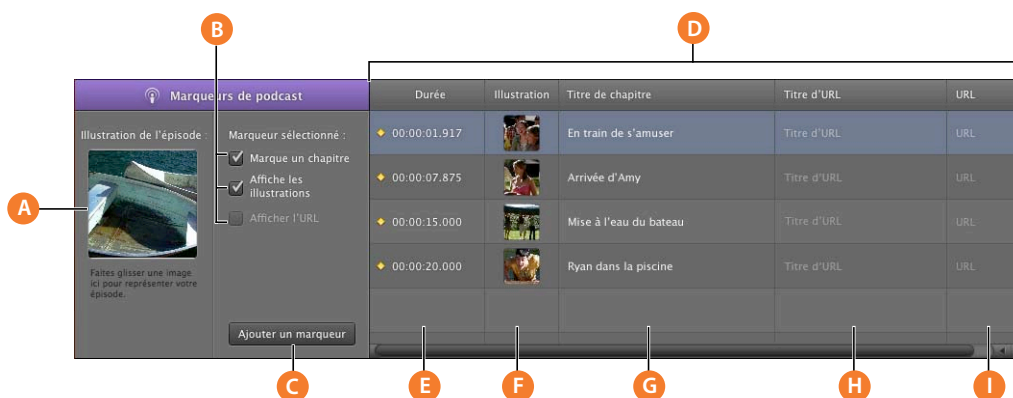 B
D
Marqueurs de podcast
Durée
Illustration
Titre de chapitre
Titre d'URL
URL
Illustration de l'épisode :
Marqueur sélectionné :
Marque un chapitre
Affiche les
illustrations
Afficher l'URL
A
Faites glisser une image
ici pour représenter votre
épisode.
Ajouter un marqueur
00:00:01.917
En train de s'amuser
Titre d'URL
URL
00:00:07.875
Arrivée d'Amy
Titre d'URL
URL
00:00:15.000
Mise à l'eau du bateau
Titre d'URL
URL
00:00:20.000
Ryan dans la piscine
Titre d'URL
URL
C
E
F
G
H
I